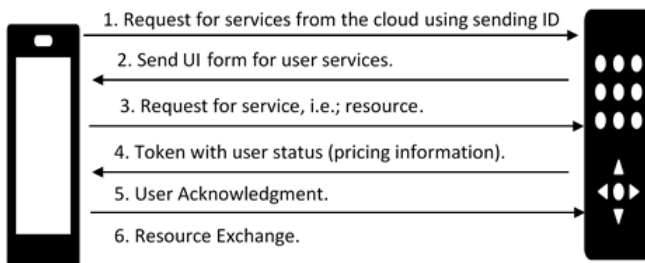 1. Request for services from the cloud using sending ID
2. Send UI form for user services.
3. Request for service, i.e.; resource.
4. Token with user status (pricing information).
5. User Acknowledgment.
6. Resource Exchange.